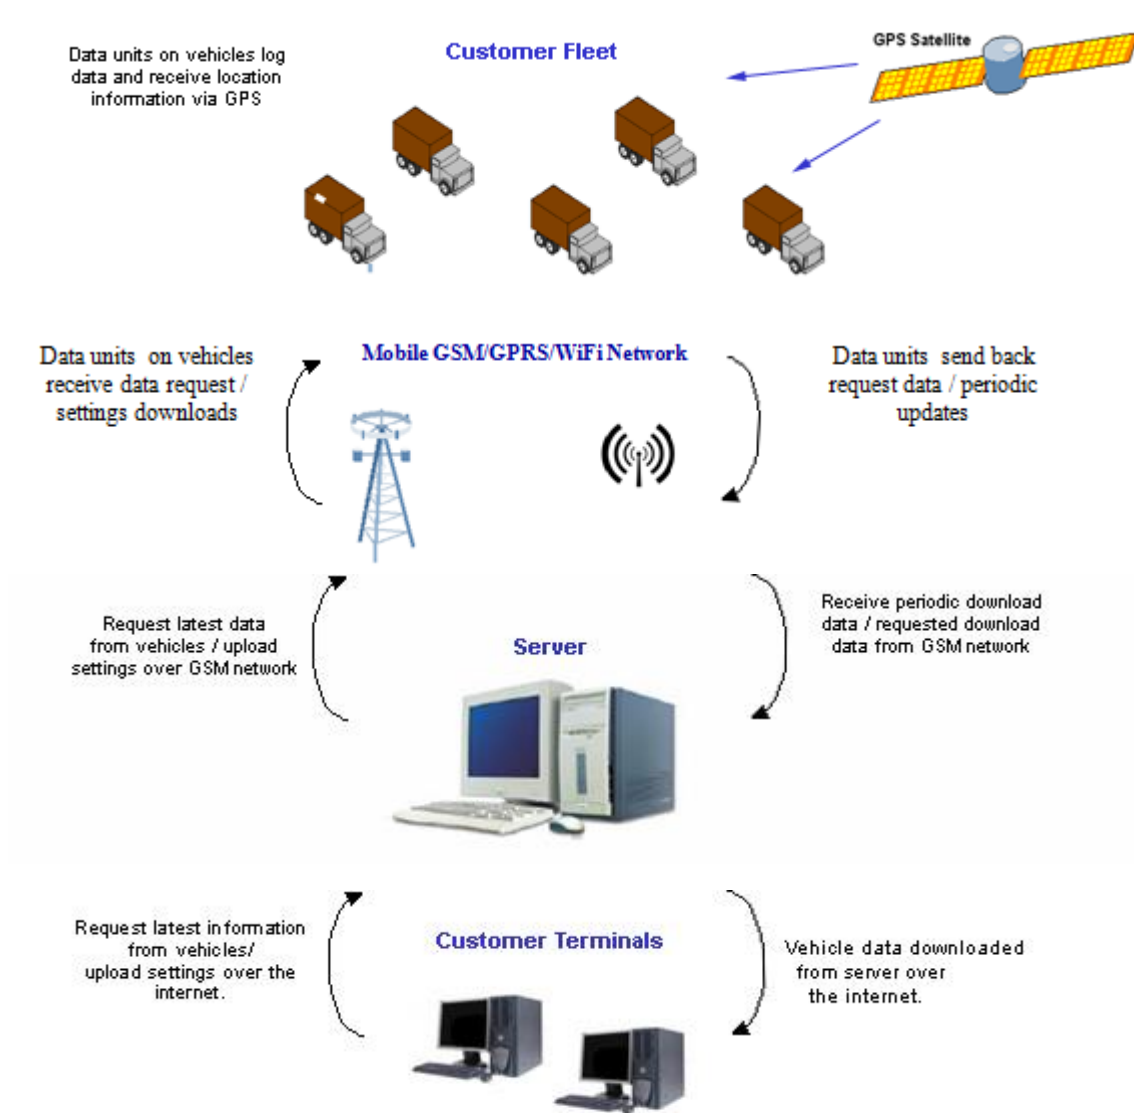 Data units on vehicles log
data and receive location
information via GPS
Customer Fleet
GPS Satellite
Data units on vehicles
receive data request /
settings downloads
Mobile GSM/GPRS/WiFi Network
Data units send back
request data / periodic
updates
Request latest data
from vehicles / upload
settings over GSM network
Server
Receive periodic download
data / requested download
data from GSM network
Request latest information
from vehicles/
upload settings over the
internet.
Customer Terminals
Vehicle data downloaded
from server over
the internet.